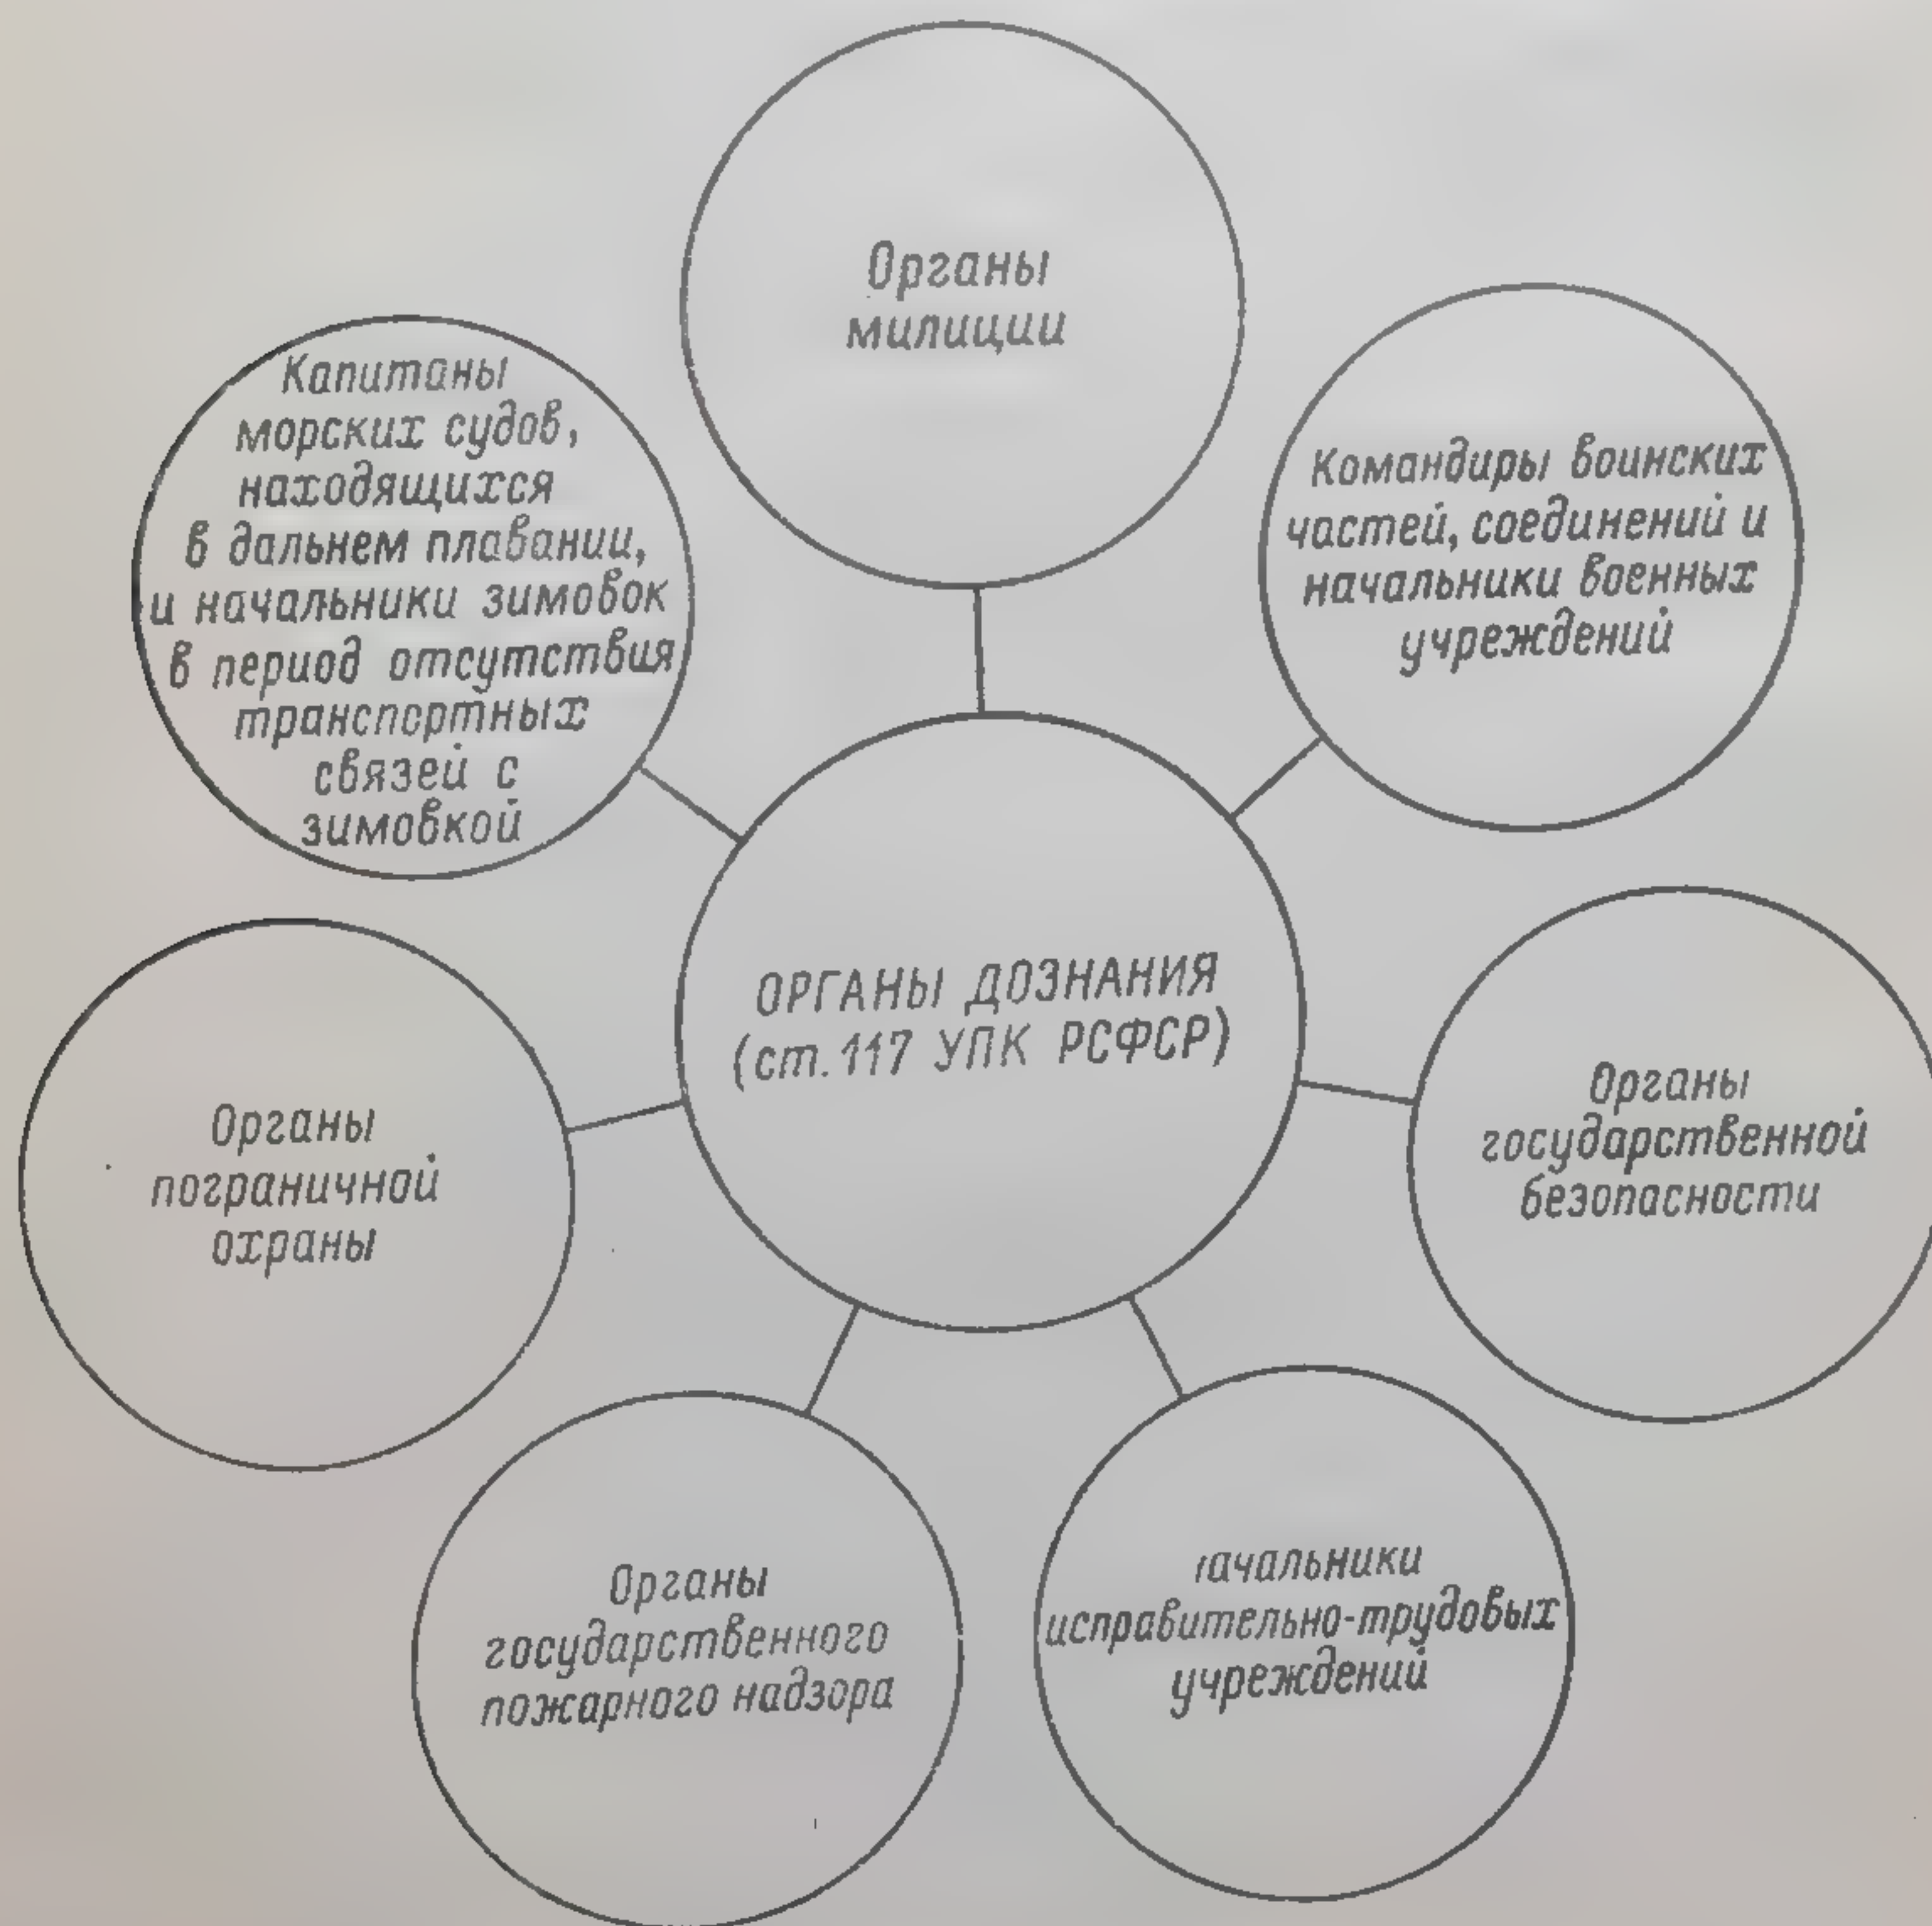 Органы
милиции
Капитаны
морских судов,
находящихся
в дальнем плавании,
и начальники зимовок
в период отсутствия
транспортных
связей с
зимовкой
Командиры воинских
частей, соединений и
начальники военных
учреждений
ОРГАНЫ ДОЗНАНИЯ
(ст. 117 УПК РСФСР)
Органы
пограничной
охраны
Органы
государственной
безопасности
Органы
государственного
пожарного надзора
ачальники
исправительно-трудовых
учреждений